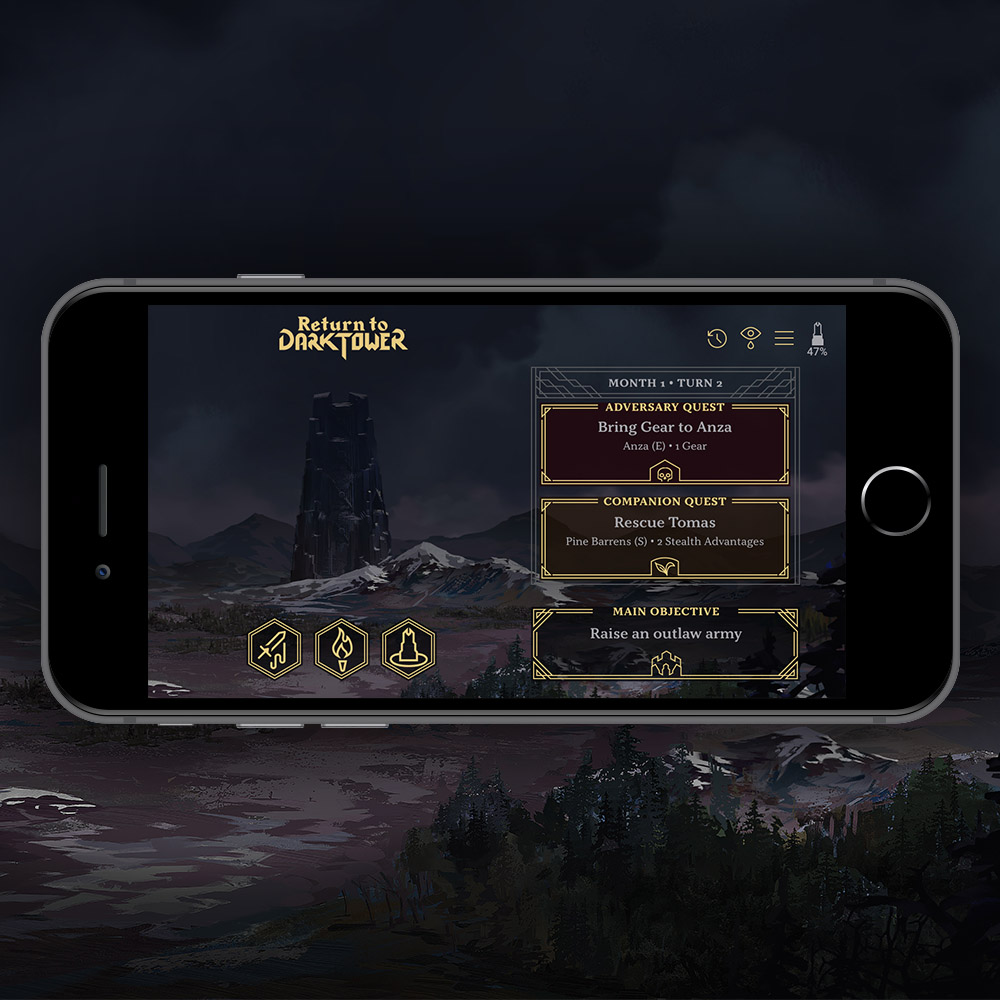 Return to
DARKTOWER
47%
MONTH 1 • TURN 2
ADVERSARY QUEST
Bring Gear to Anza
Anza (E) • 1 Gear
COMPANION QUEST
Rescue Tomas
Pine Barrens (S) • 2 Stealth Advantages
MAIN OBJECTIVE
Raise an outlaw army